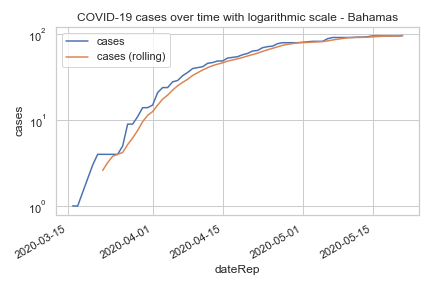 COVID-19 cases over time with logarithmic scale - Bahamas
cases
cases (rolling)
10²
10¹
10⁰
cases
2020-03-15
2020-04-01
2020-04-15
2020-05-01
2020-05-15
dateRep